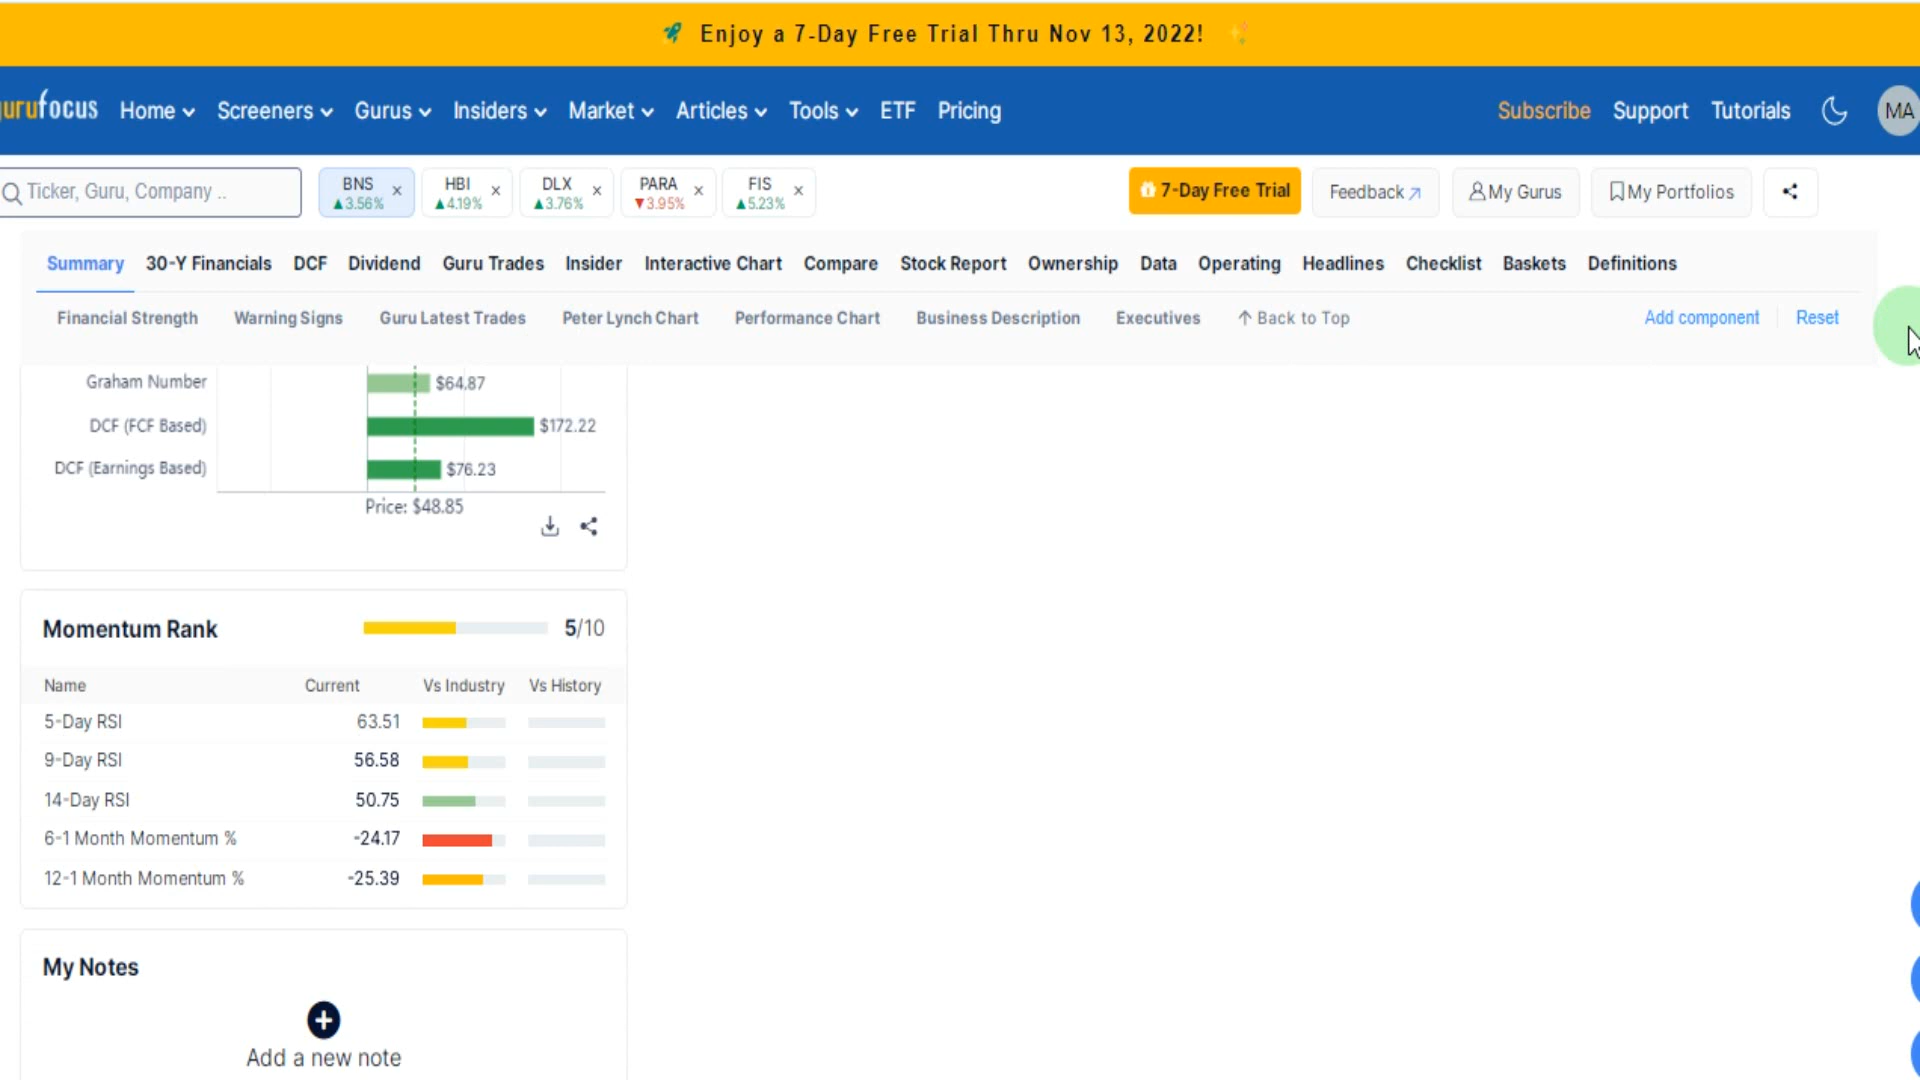 Enjoy a 7-Day Free Trial Thru Nov 13, 2022!
urufocus Home Screeners Gurus Insiders Market Articles Tools ETF Pricing Subscribe Support Tutorials MA
Ticker, Guru, Company .. BNS × HBI × DLX × PARA × FIS × 7-Day Free Trial Feedback My Gurus My Portfolios
▲3.56% ▲4.19% ▲3.76% ▼3.95% ▲5.23%
Summary 30-Y Financials DCF Dividend Guru Trades Insider Interactive Chart Compare Stock Report Ownership Data Operating Headlines Checklist Baskets Definitions
Financial Strength Warning Signs Guru Latest Trades Peter Lynch Chart Performance Chart Business Description Executives ↑ Back to Top Add component Reset
Graham Number $64.87
DCF (FCF Based) $172.22
DCF (Earnings Based) $76.23
Price: $48.85
Momentum Rank 5/10
Name Current Vs Industry Vs History
5-Day RSI 63.51
9-Day RSI 56.58
14-Day RSI 50.75
6-1 Month Momentum % -24.17
12-1 Month Momentum % -25.39
My Notes
Add a new note